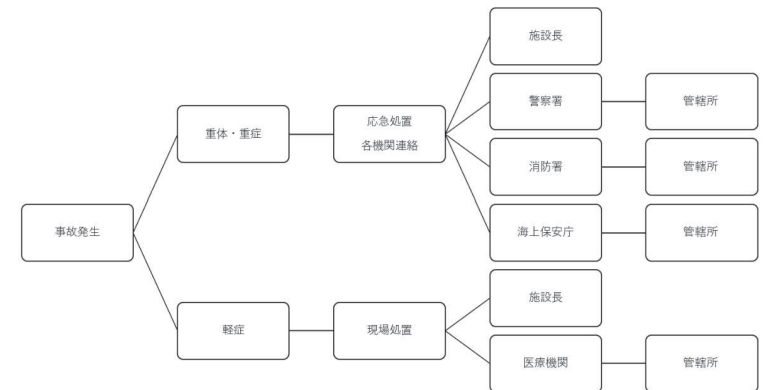 施設長
警察署
管轄所
重体・重症
応急処置
各機関連絡
消防署
管轄所
事故発生
海上保安庁
管轄所
施設長
軽症
現場処置
医療機関
管轄所